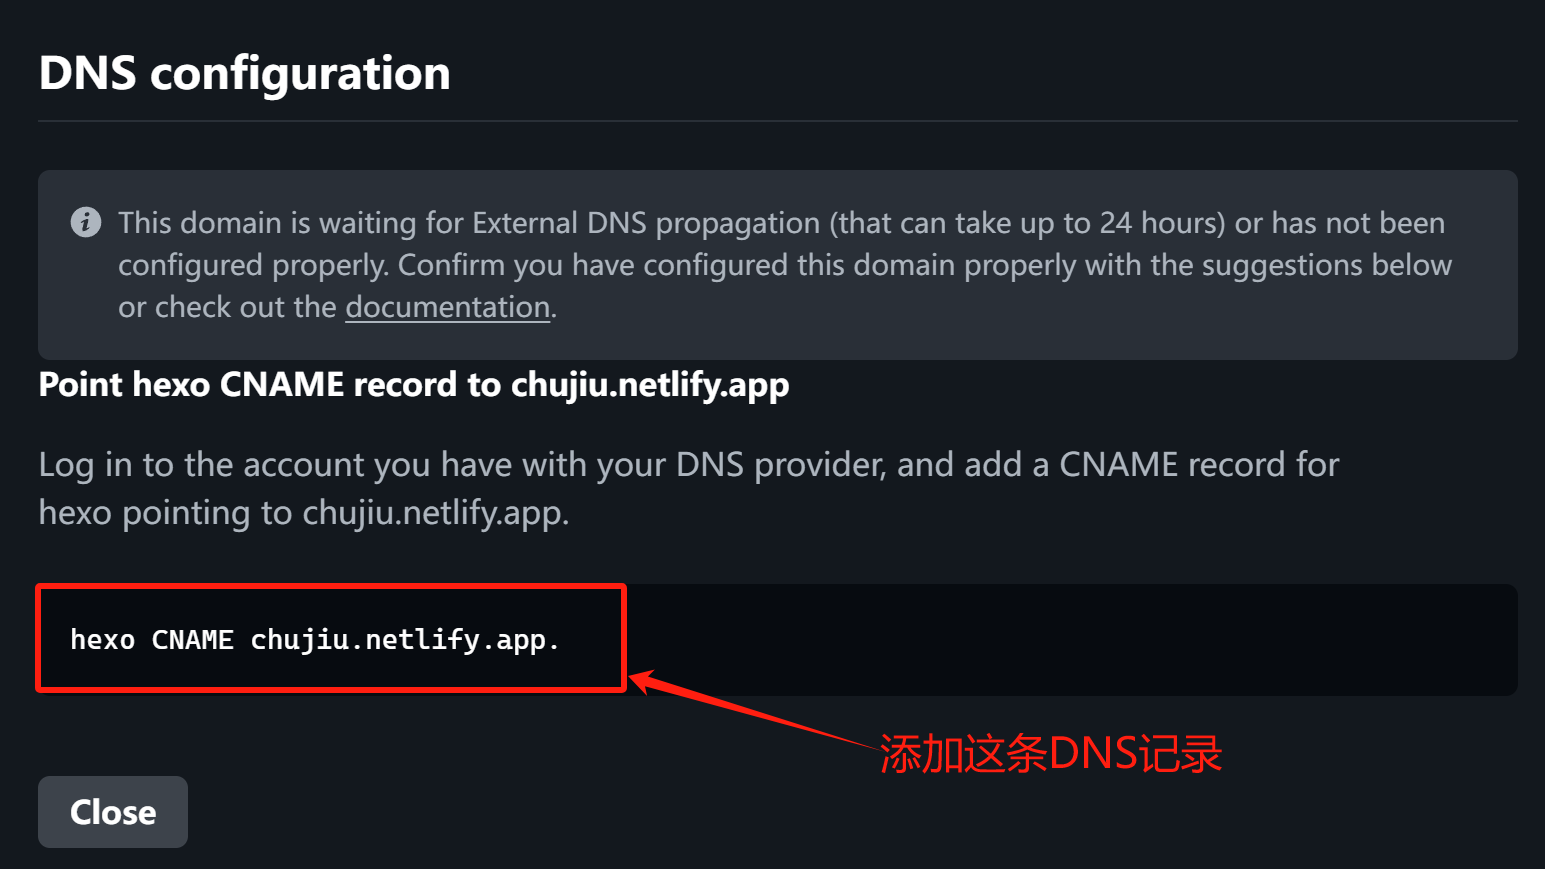 DNS configuration
This domain is waiting for External DNS propagation (that can take up to 24 hours) or has not been
configured properly. Confirm you have configured this domain properly with the suggestions below
or check out the documentation.
Point hexo CNAME record to chujiu.netlify.app
Log in to the account you have with your DNS provider, and add a CNAME record for
hexo pointing to chujiu.netlify.app.
hexo CNAME chujiu.netlify.app.
添加这条DNS记录
Close